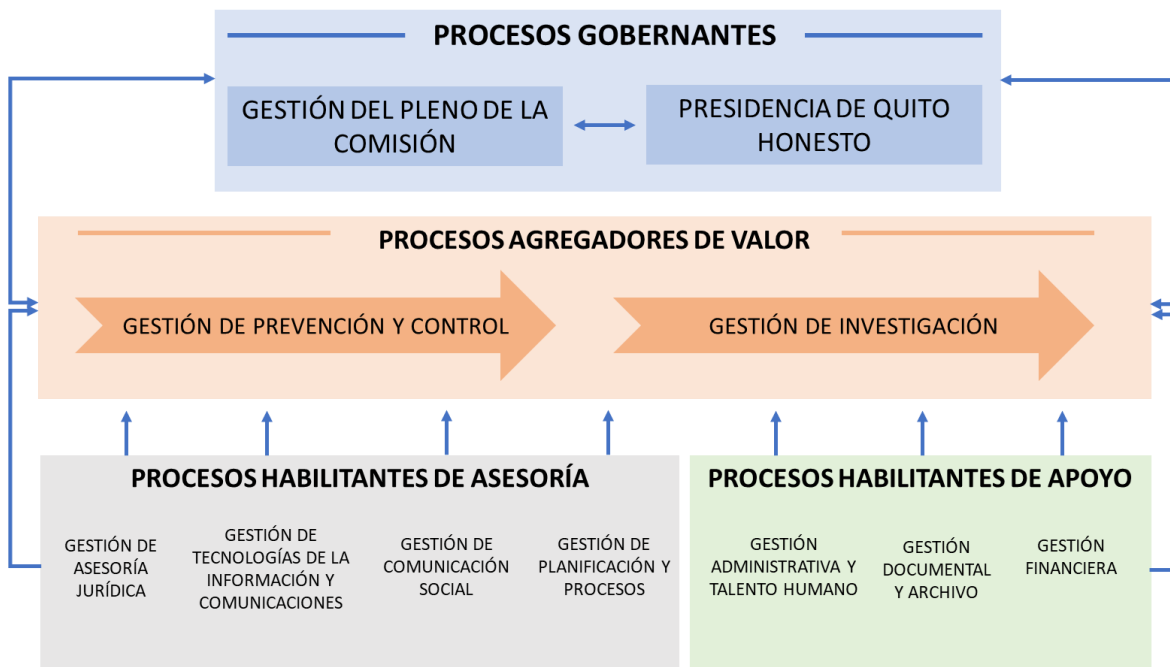 PROCESOS GOBERNANTES
GESTIÓN DEL PLENO DE LA
COMISIÓN
PRESIDENCIA DE QUITO
HONESTO
PROCESOS AGREGADORES DE VALOR
GESTIÓN DE PREVENCIÓN Y CONTROL
GESTIÓN DE INVESTIGACIÓN
PROCESOS HABILITANTES DE ASESORÍA
GESTIÓN DE
ASESORÍA
JURÍDICA
GESTIÓN DE
TECNOLOGÍAS DE LA
INFORMACIÓN Y
COMUNICACIONES
GESTIÓN DE
COMUNICACIÓN
SOCIAL
GESTIÓN DE
PLANIFICACIÓN Y
PROCESOS
PROCESOS HABILITANTES DE APOYO
GESTIÓN
ADMINISTRATIVA Y
TALENTO HUMANO
GESTIÓN
DOCUMENTAL
Y ARCHIVO
GESTIÓN
FINANCIERA